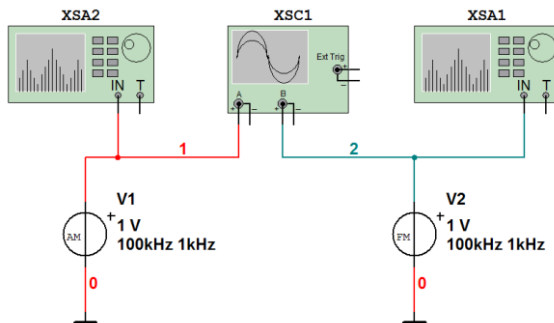 XSA2 XSC1 XSA1
Ext Trig
IN T A B IN T
1 2
V1 V2
1 V 1 V
100kHz 1kHz 100kHz 1kHz
AM FM
0 0